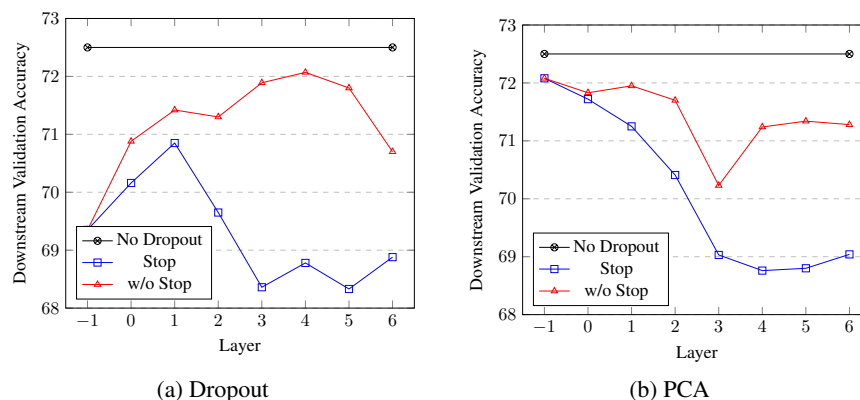 73
72
71
70
69
68
Downstream Validation Accuracy
No Dropout
Stop
w/o Stop
−1 0 1 2 3 4 5 6
Layer
(a) Dropout
73
72
71
70
69
68
Downstream Validation Accuracy
No Dropout
Stop
w/o Stop
−1 0 1 2 3 4 5 6
Layer
(b) PCA